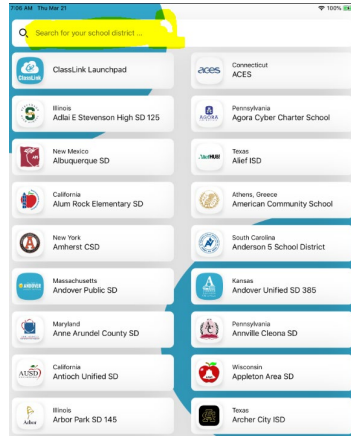 7:06 AM Thu Mar 21
100%
Search for your school district ...
ClassLink
ClassLink Launchpad
aces
Connecticut
ACES
S
Illinois
Adlai E Stevenson High SD 125
AGORA
Pennsylvania
Agora Cyber Charter School
New Mexico
Albuquerque SD
Texas
Alief ISD
California
Alum Rock Elementary SD
Athens, Greece
American Community School
A
New York
Amherst CSD
South Carolina
Anderson 5 School District
Massachusetts
Andover Public SD
A
Kansas
Andover Unified SD 385
Maryland
Anne Arundel County SD
Pennsylvania
Annville Cleona SD
AUSD
California
Antioch Unified SD
Wisconsin
Appleton Area SD
Arbor
Illinois
Arbor Park SD 145
Texas
Archer City ISD